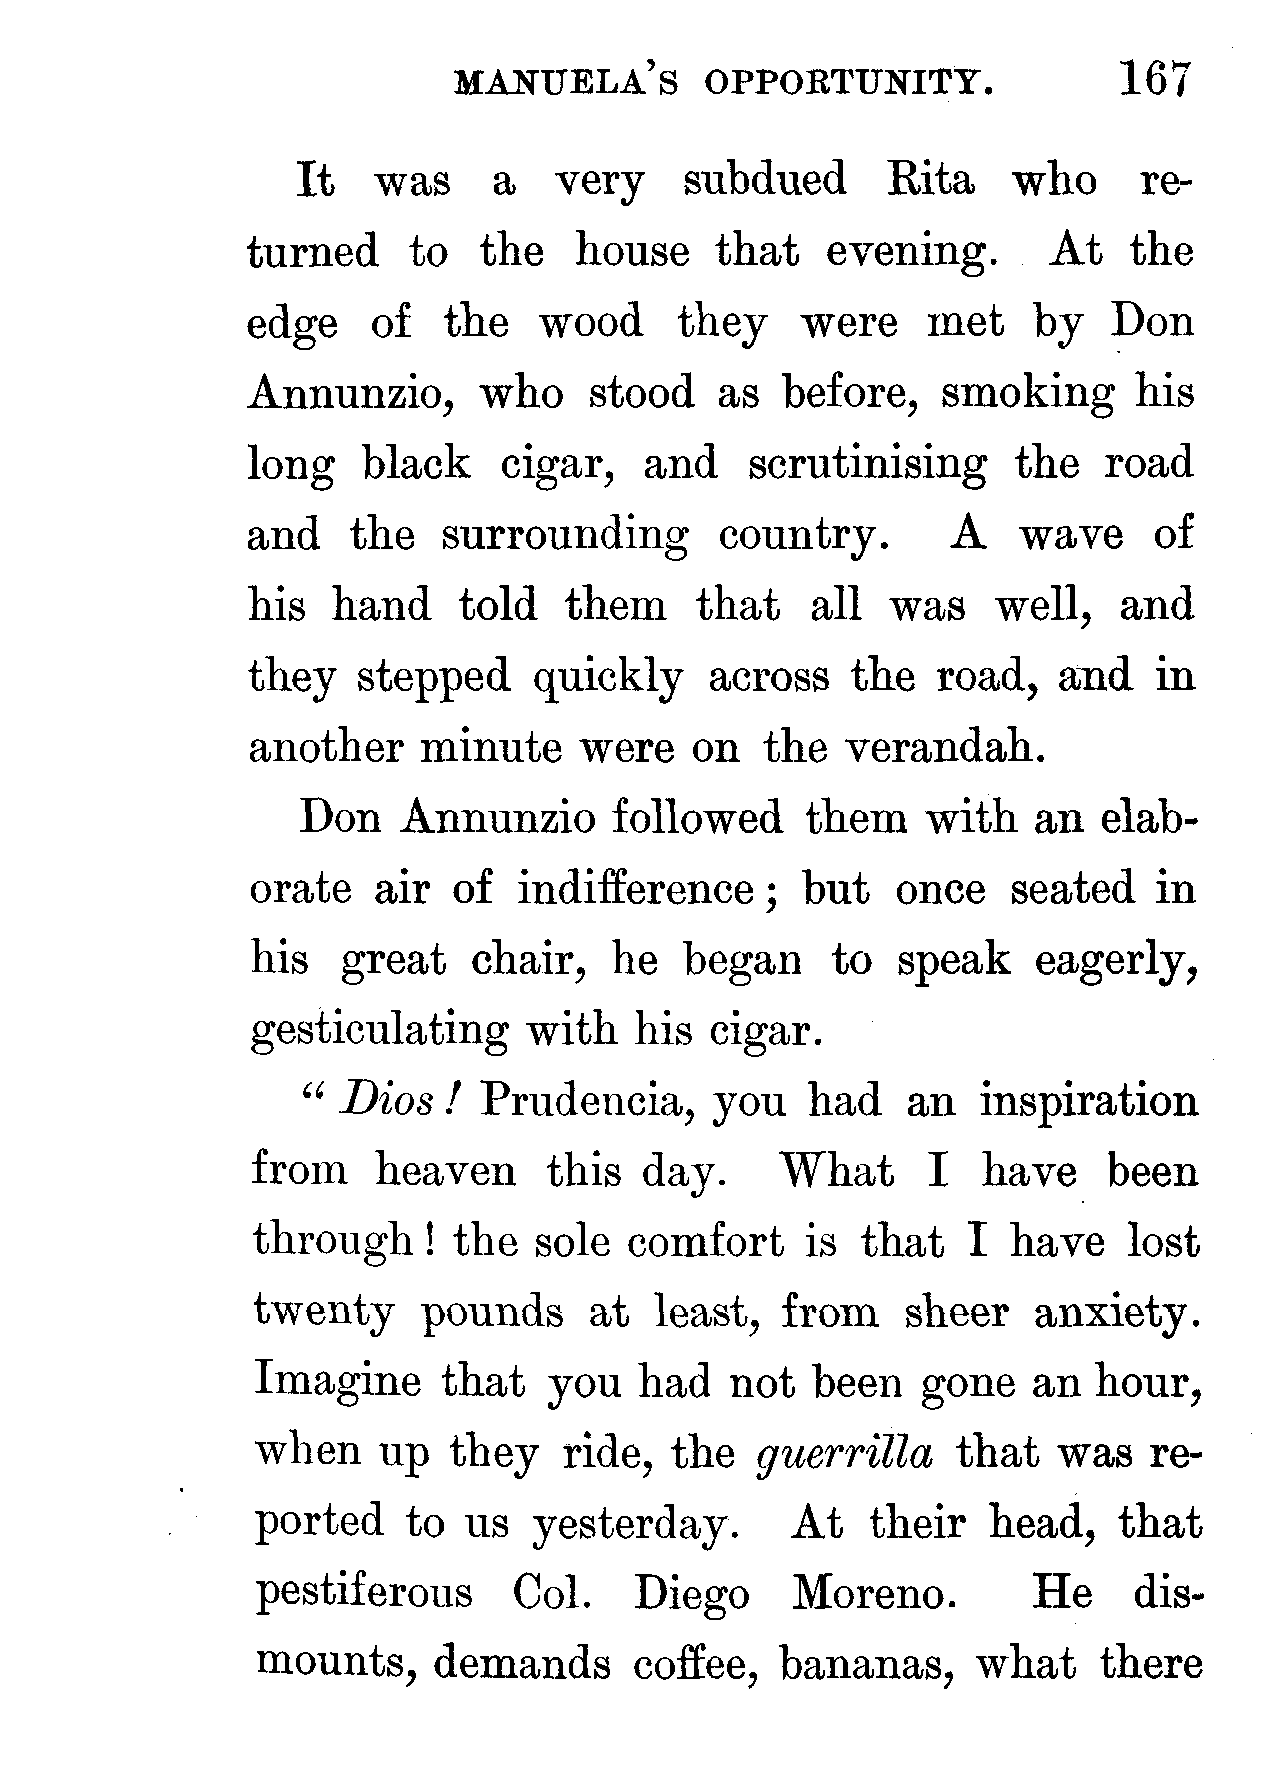 MANUELA'S OPPORTUNITY. 167
It was a very subdued Rita who re-
turned to the house that evening. At the
edge of the wood they were met by Don
Annunzio, who stood as before, smoking his
long black cigar, and scrutinising the road
and the surrounding country. A wave of
his hand told them that all was well, and
they stepped quickly across the road, and in
another minute were on the verandah.
Don Annunzio followed them with an elab-
orate air of indifference; but once seated in
his great chair, he began to speak eagerly,
gesticulating with his cigar.
"Dios! Prudencia, you had an inspiration
from heaven this day. What I have been
through! the sole comfort is that I have lost
twenty pounds at least, from sheer anxiety.
Imagine that you had not been gone an hour,
when up they ride, the guerrilla that was re-
ported to us yesterday. At their head, that
pestiferous Col. Diego Moreno. He dis-
mounts, demands coffee, bananas, what there